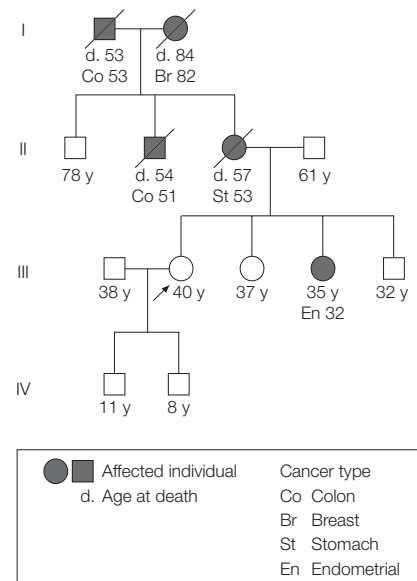 I
d. 53 d. 84
Co 53 Br 82
II
78 y d. 54 d. 57 61 y
Co 51 St 53
III
38 y 40 y 37 y 35 y 32 y
En 32
IV
11 y 8 y
Affected individual Cancer type
d. Age at death Co Colon
Br Breast
St Stomach
En Endometrial